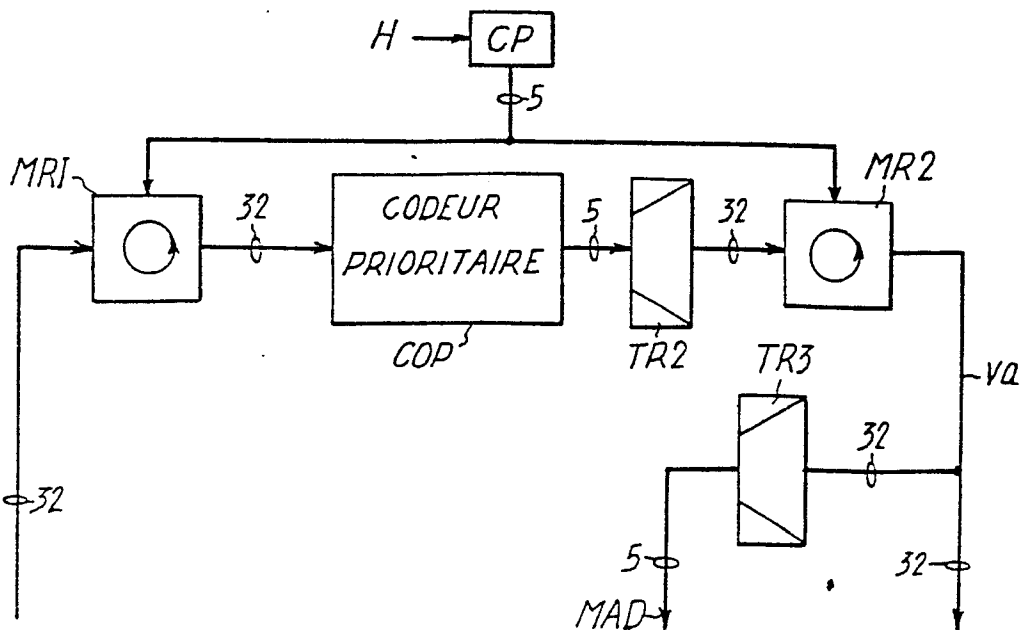 H
CP
5
MR1
MR2
32
CODEUR
PRIORITAIRE
5
32
COP
TR2
TR3
va
32
32
5
32
MAD